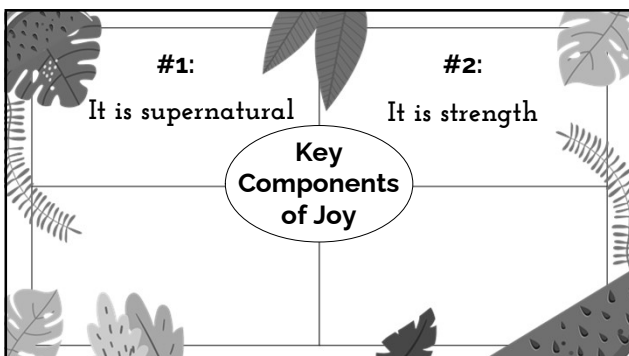 #1:
It is supernatural
#2:
It is strength
Key
Components
of Joy